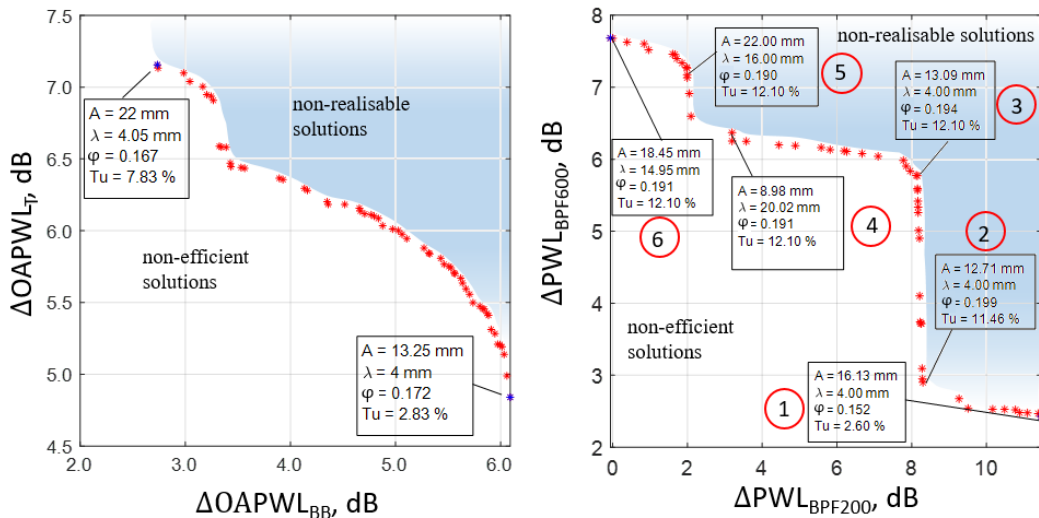 7.5
7.0
6.5
6.0
5.5
5.0
4.5
2.0
3.0
4.0
5.0
6.0
ΔOAPWL_T, dB
ΔOAPWL_BB, dB
A = 22 mm
λ = 4.05 mm
φ = 0.167
Tu = 7.83 %
non-realisable
solutions
non-efficient
solutions
A = 13.25 mm
λ = 4 mm
φ = 0.172
Tu = 2.83 %
8
7
6
5
4
3
2
0
2
4
6
8
10
ΔPWL_BPF600, dB
ΔPWL_BPF200, dB
non-realisable solutions
A = 22.00 mm
λ = 16.00 mm
φ = 0.190
Tu = 12.10 %
5
A = 13.09 mm
λ = 4.00 mm
φ = 0.194
Tu = 12.10 %
3
A = 18.45 mm
λ = 14.95 mm
φ = 0.191
Tu = 12.10 %
6
A = 8.98 mm
λ = 20.02 mm
φ = 0.191
Tu = 12.10 %
4
2
A = 12.71 mm
λ = 4.00 mm
φ = 0.199
Tu = 11.46 %
non-efficient
solutions
1
A = 16.13 mm
λ = 4.00 mm
φ = 0.152
Tu = 2.60 %